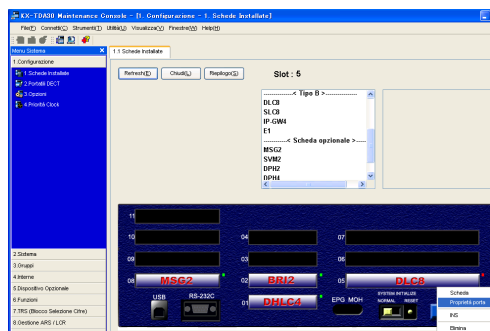 KX-TDA30 Maintenance Console - [1. Configurazione - 1. Schede Installate]
File(F) Connetti(C) Strumenti(T) Utilità(U) Visualizza(V) Finestre(W) Help(H)
Menu Sistema X
1.Configurazione
1.Schede Installate
2.Portatili DECT
3.Opzioni
4.Priorità Clock
2.Sistema
3.Gruppi
4.Interne
5.Dispositivo Opzionale
6.Funzioni
7.TRS (Blocco Selezione Cifre)
8.Gestione ARS / LCR
1.1 Schede Installate
Refresh(E) Chiudi(L) Riepilogo(S) Slot : 5
-------------< Tipo B >-------------
DLC8
SLC8
IP-GW4
E1
-----------< Scheda opzionale >-----
MSG2
SVM2
DPH2
DPH4
11
10 04 07
09 03 06
08 MSG2 02 BRI2 05 DLC8
USB RS-232C 01 DHLC4 EPG MOH SYSTEM INITIALIZE
NORMAL RESET
Scheda
Proprietà porta
INS
Elimina